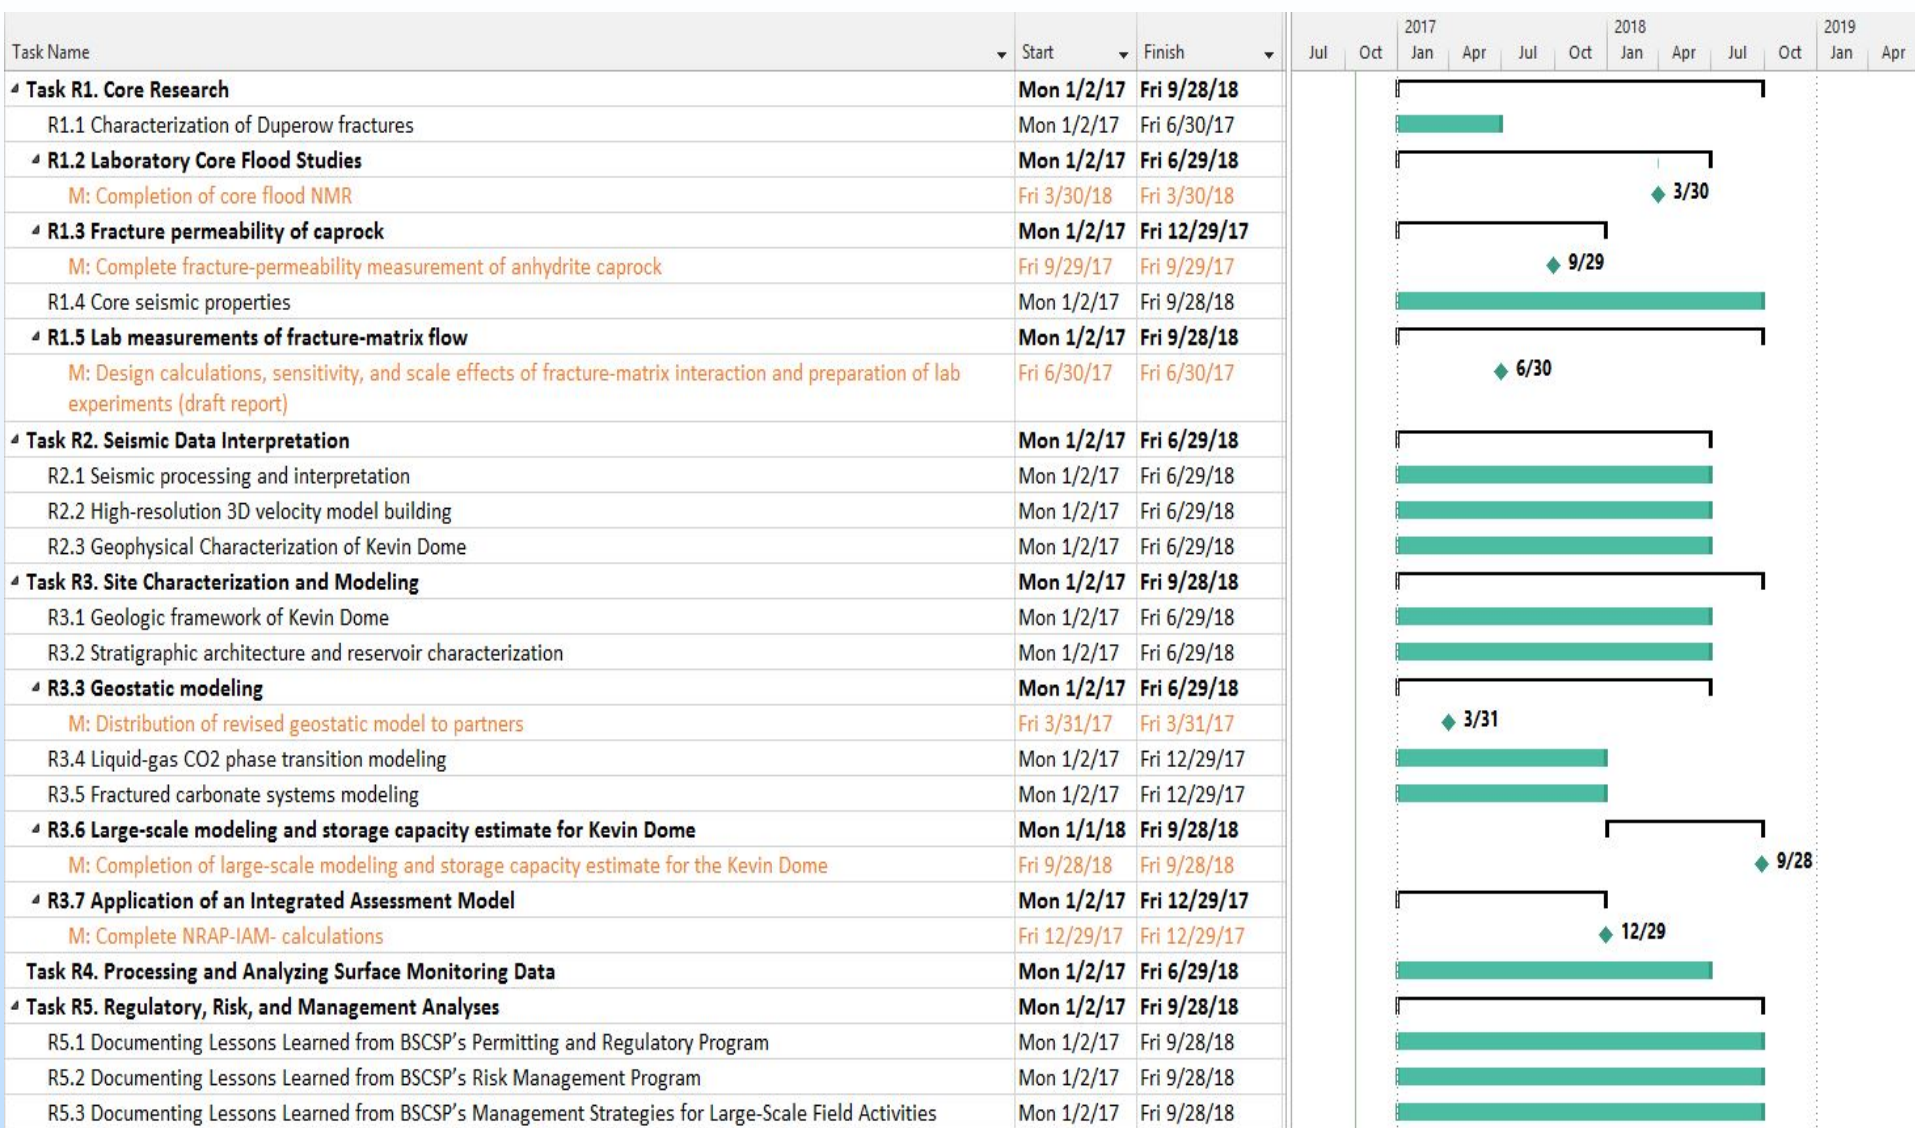 2017 2018 2019
Task Name Start Finish Jul Oct Jan Apr Jul Oct Jan Apr Jul Oct Jan Apr
Task R1. Core Research Mon 1/2/17 Fri 9/28/18
R1.1 Characterization of Duperow fractures Mon 1/2/17 Fri 6/30/17
R1.2 Laboratory Core Flood Studies Mon 1/2/17 Fri 6/29/18
M: Completion of core flood NMR Fri 3/30/18 Fri 3/30/18 3/30
R1.3 Fracture permeability of caprock Mon 1/2/17 Fri 12/29/17
M: Complete fracture-permeability measurement of anhydrite caprock Fri 9/29/17 Fri 9/29/17 9/29
R1.4 Core seismic properties Mon 1/2/17 Fri 9/28/18
R1.5 Lab measurements of fracture-matrix flow Mon 1/2/17 Fri 9/28/18
M: Design calculations, sensitivity, and scale effects of fracture-matrix interaction and preparation of lab Fri 6/30/17 Fri 6/30/17 6/30
experiments (draft report)
Task R2. Seismic Data Interpretation Mon 1/2/17 Fri 6/29/18
R2.1 Seismic processing and interpretation Mon 1/2/17 Fri 6/29/18
R2.2 High-resolution 3D velocity model building Mon 1/2/17 Fri 6/29/18
R2.3 Geophysical Characterization of Kevin Dome Mon 1/2/17 Fri 6/29/18
Task R3. Site Characterization and Modeling Mon 1/2/17 Fri 9/28/18
R3.1 Geologic framework of Kevin Dome Mon 1/2/17 Fri 6/29/18
R3.2 Stratigraphic architecture and reservoir characterization Mon 1/2/17 Fri 6/29/18
R3.3 Geostatic modeling Mon 1/2/17 Fri 6/29/18
M: Distribution of revised geostatic model to partners Fri 3/31/17 Fri 3/31/17 3/31
R3.4 Liquid-gas CO2 phase transition modeling Mon 1/2/17 Fri 12/29/17
R3.5 Fractured carbonate systems modeling Mon 1/2/17 Fri 12/29/17
R3.6 Large-scale modeling and storage capacity estimate for Kevin Dome Mon 1/1/18 Fri 9/28/18
M: Completion of large-scale modeling and storage capacity estimate for the Kevin Dome Fri 9/28/18 Fri 9/28/18 9/28
R3.7 Application of an Integrated Assessment Model Mon 1/2/17 Fri 12/29/17
M: Complete NRAP-IAM- calculations Fri 12/29/17 Fri 12/29/17 12/29
Task R4. Processing and Analyzing Surface Monitoring Data Mon 1/2/17 Fri 6/29/18
Task R5. Regulatory, Risk, and Management Analyses Mon 1/2/17 Fri 9/28/18
R5.1 Documenting Lessons Learned from BSCSP's Permitting and Regulatory Program Mon 1/2/17 Fri 9/28/18
R5.2 Documenting Lessons Learned from BSCSP's Risk Management Program Mon 1/2/17 Fri 9/28/18
R5.3 Documenting Lessons Learned from BSCSP's Management Strategies for Large-Scale Field Activities Mon 1/2/17 Fri 9/28/18